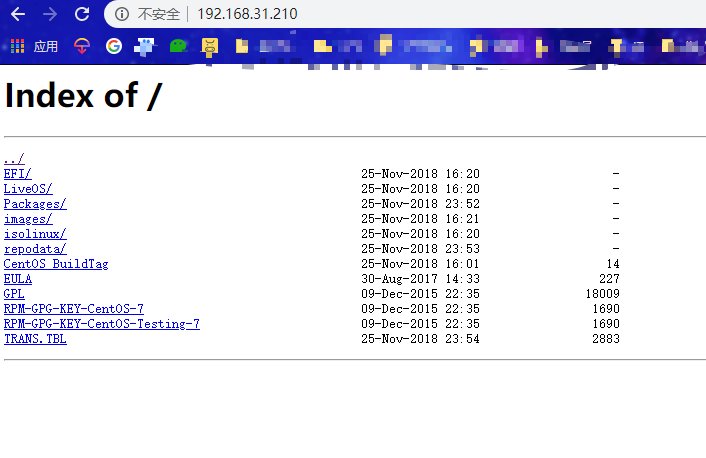 不安全 192.168.31.210
应用
Index of /
../
EFI/ 25-Nov-2018 16:20 -
LiveOS/ 25-Nov-2018 16:20 -
Packages/ 25-Nov-2018 23:52 -
images/ 25-Nov-2018 16:21 -
isolinux/ 25-Nov-2018 16:20 -
repodata/ 25-Nov-2018 23:53 -
CentOS_BuildTag 25-Nov-2018 16:01 14
EULA 30-Aug-2017 14:33 227
GPL 09-Dec-2015 22:35 18009
RPM-GPG-KEY-CentOS-7 09-Dec-2015 22:35 1690
RPM-GPG-KEY-CentOS-Testing-7 09-Dec-2015 22:35 1690
TRANS.TBL 25-Nov-2018 23:54 2883